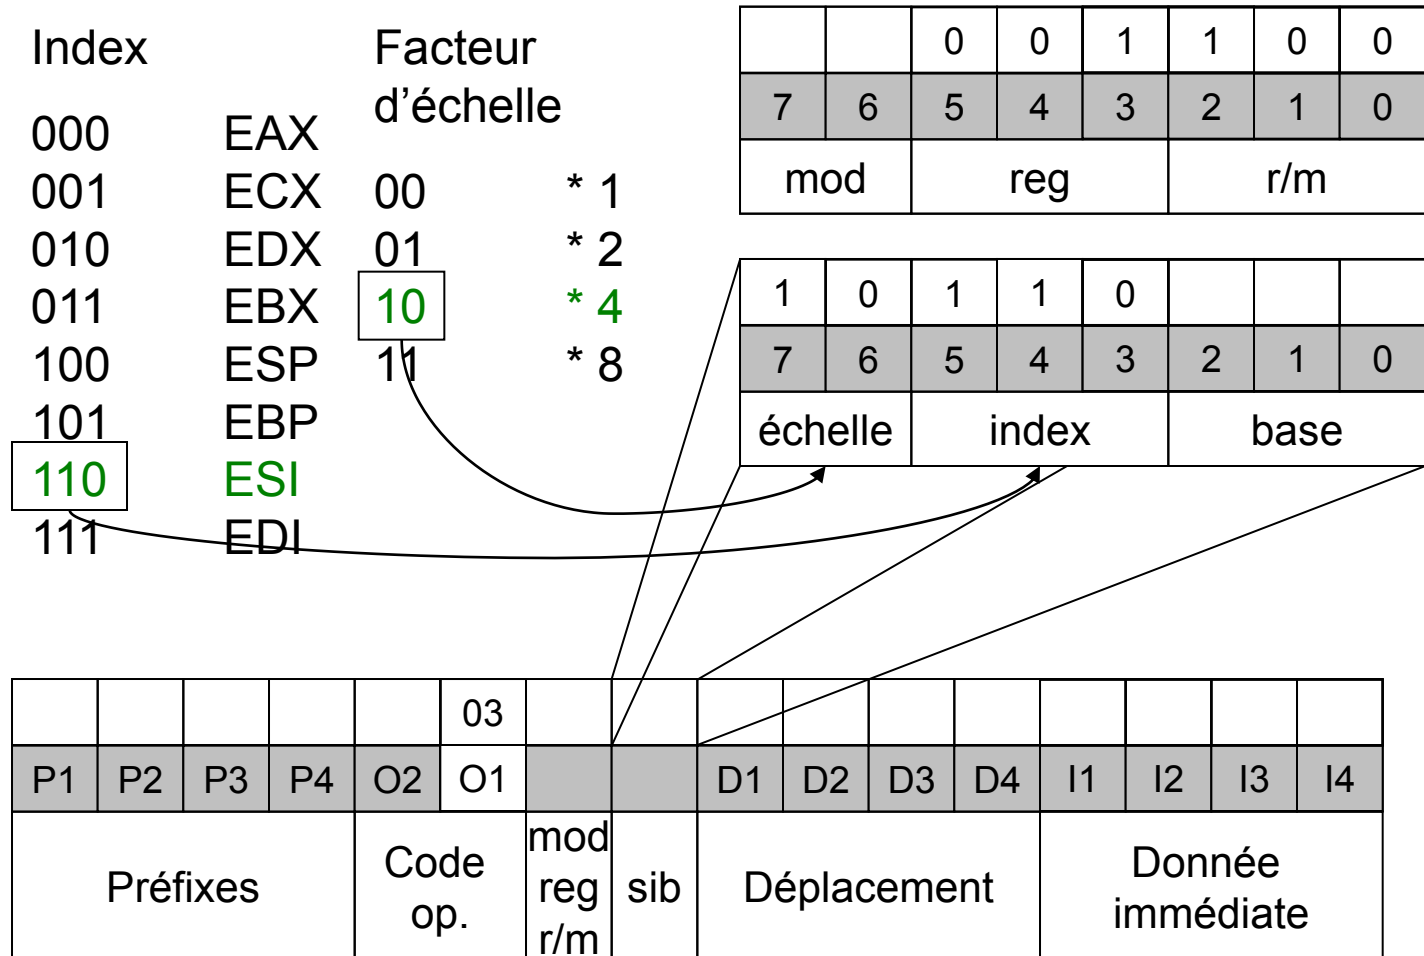 Index
Facteur
d’échelle
000 EAX
001 ECX 00 * 1
010 EDX 01 * 2
011 EBX 10 * 4
100 ESP 11 * 8
101 EBP
110 ESI
111 EDI
0 0 1 1 0 0
7 6 5 4 3 2 1 0
mod reg r/m
1 0 1 1 0
7 6 5 4 3 2 1 0
échelle index base
03
P1 P2 P3 P4 O2 O1 D1 D2 D3 D4 I1 I2 I3 I4
Préfixes
Code
op.
mod
reg
r/m
sib
Déplacement
Donnée
immédiate